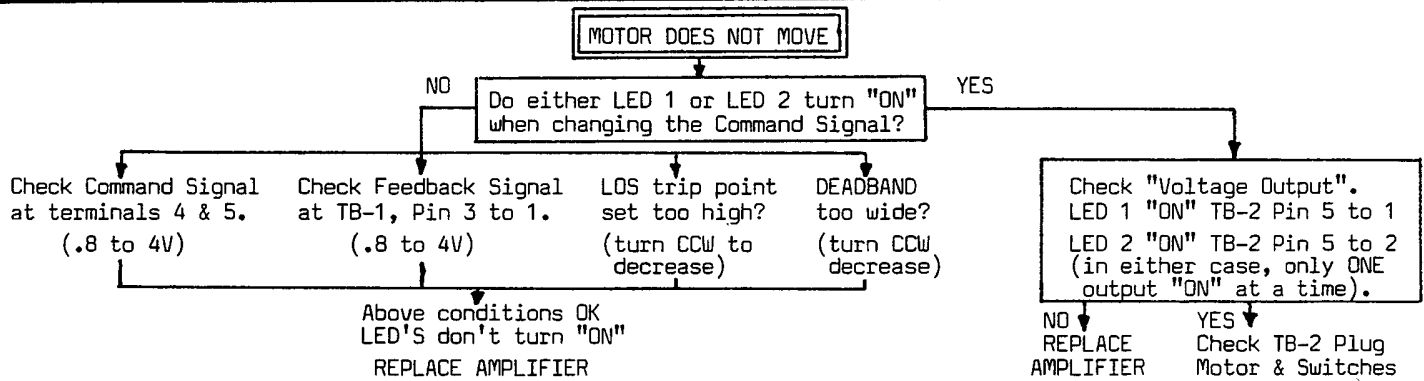 MOTOR DOES NOT MOVE
NO
YES
Do either LED 1 or LED 2 turn "ON"
when changing the Command Signal?
Check Command Signal
at terminals 4 & 5.
(.8 to 4V)
Check Feedback Signal
at TB-1, Pin 3 to 1.
(.8 to 4V)
LOS trip point
set too high?
(turn CCW to
decrease)
DEADBAND
too wide?
(turn CCW
decrease)
Above conditions OK
LED'S don't turn "ON"
REPLACE AMPLIFIER
Check "Voltage Output".
LED 1 "ON" TB-2 Pin 5 to 1
LED 2 "ON" TB-2 Pin 5 to 2
(in either case, only ONE
output "ON" at a time).
NO
REPLACE
AMPLIFIER
YES
Check TB-2 Plug
Motor & Switches